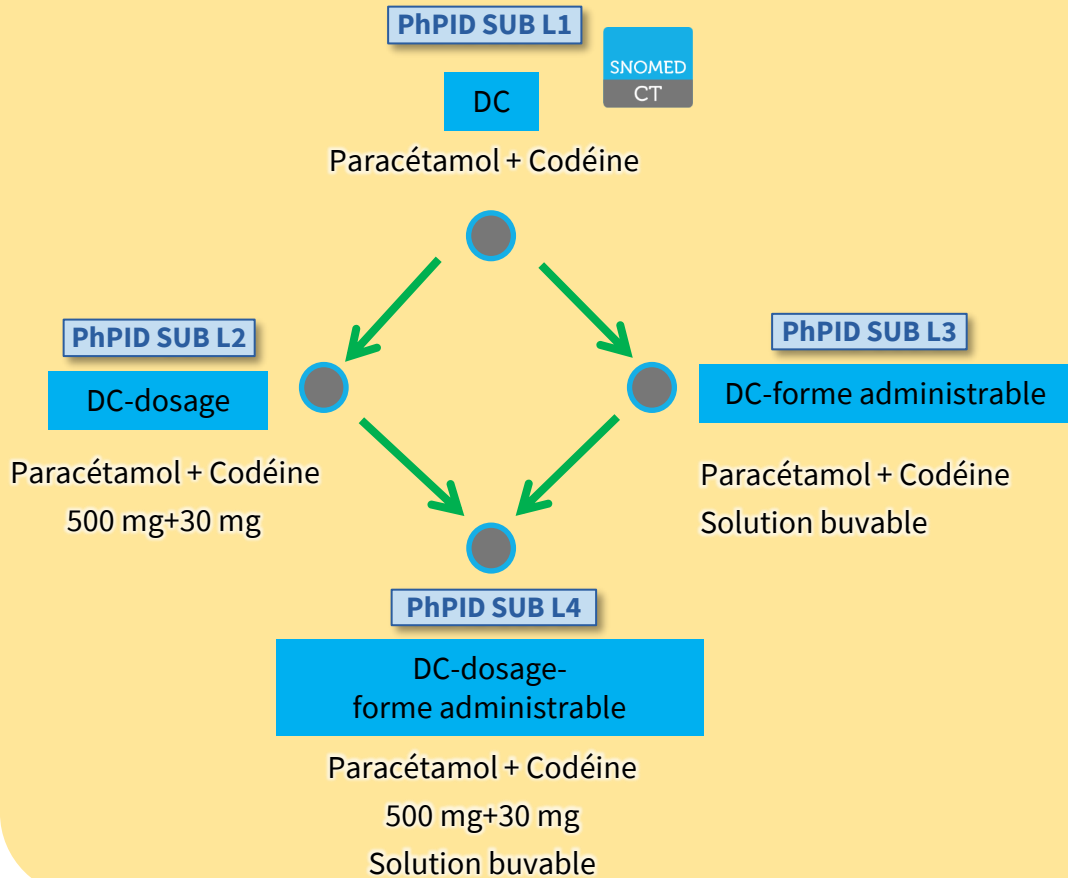 PhPID SUB L1
SNOMED
CT
DC
Paracétamol + Codéine
PhPID SUB L2
DC-dosage
Paracétamol + Codéine
500 mg+30 mg
PhPID SUB L3
DC-forme administrable
Paracétamol + Codéine
Solution buvable
PhPID SUB L4
DC-dosage-
forme administrable
Paracétamol + Codéine
500 mg+30 mg
Solution buvable